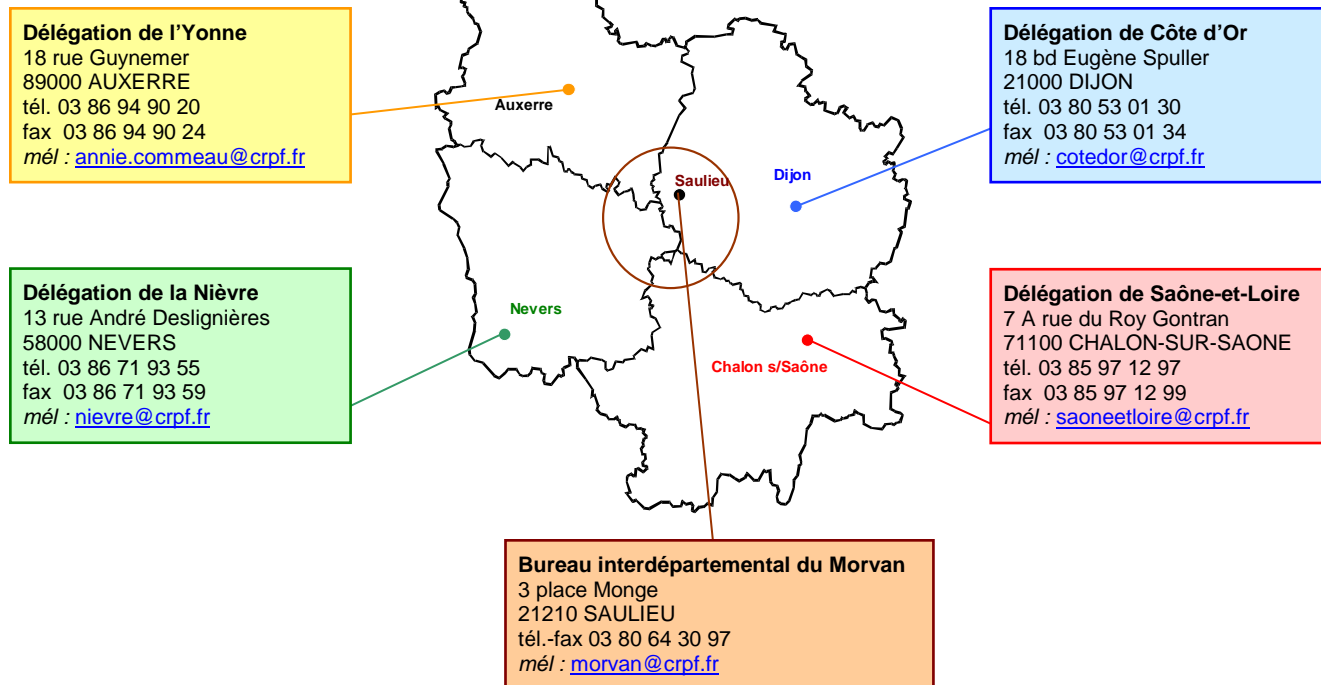 Délégation de l'Yonne
18 rue Guynemer
89000 AUXERRE
tél. 03 86 94 90 20
fax  03 86 94 90 24
mél : annie.commeau@crpf.fr
Délégation de Côte d'Or
18 bd Eugène Spuller
21000 DIJON
tél. 03 80 53 01 30
fax  03 80 53 01 34
mél : cotedor@crpf.fr
Auxerre
Saulieu
Dijon
Délégation de la Nièvre
13 rue André Deslignières
58000 NEVERS
tél. 03 86 71 93 55
fax  03 86 71 93 59
mél : nievre@crpf.fr
Nevers
Chalon s/Saône
Délégation de Saône-et-Loire
7 A rue du Roy Gontran
71100 CHALON-SUR-SAONE
tél. 03 85 97 12 97
fax  03 85 97 12 99
mél : saoneetloire@crpf.fr
Bureau interdépartemental du Morvan
3 place Monge
21210 SAULIEU
tél.-fax 03 80 64 30 97
mél : morvan@crpf.fr